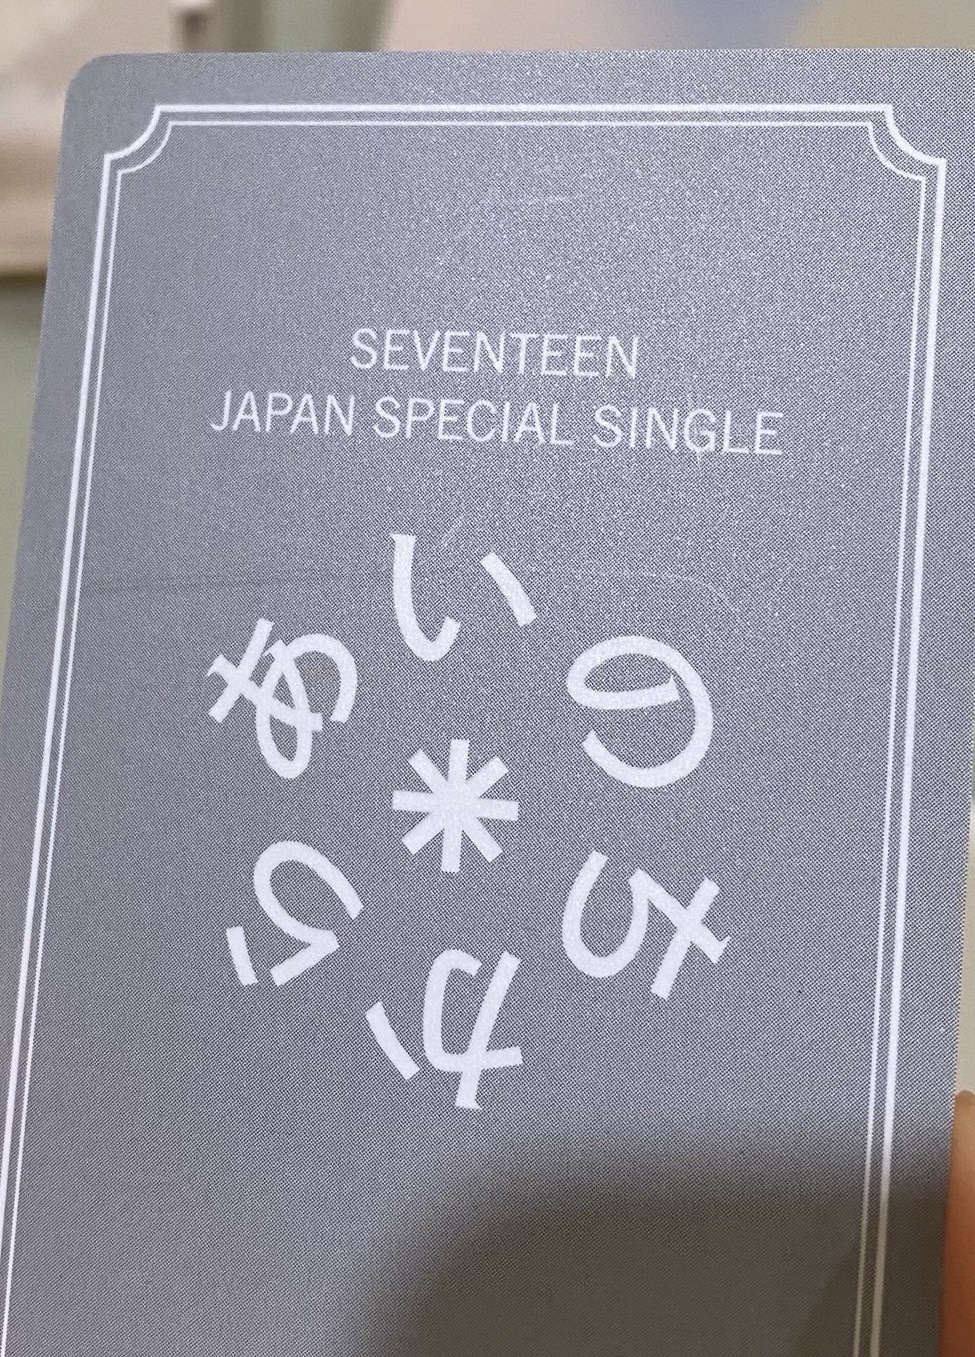 SEVENTEEN
JAPAN SPECIAL SINGLE
あいのちから